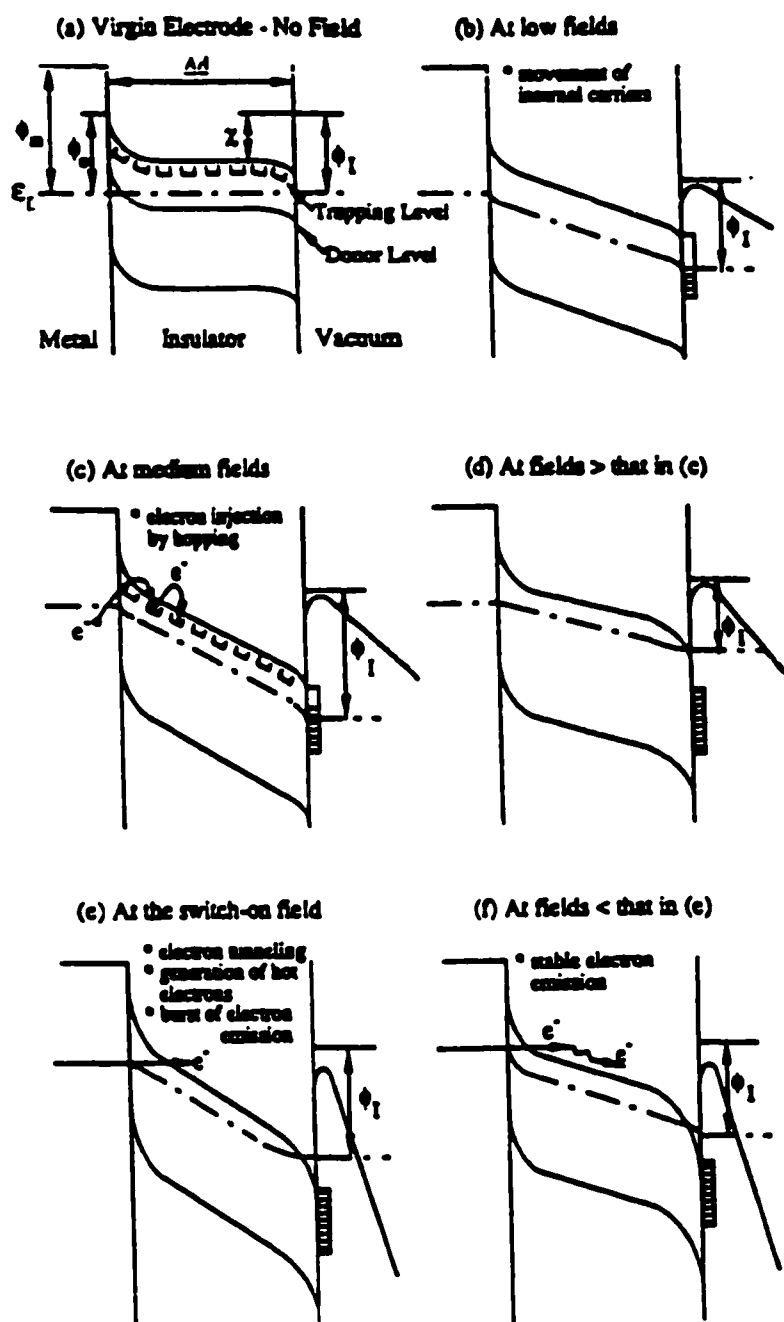 (a) Virgin Electrode - No Field
Δd
ϕm
χ
ϕI
Trapping Level
Donor Level
Metal
Insulator
Vacuum
(b) At low fields
* movement of
internal carriers
ϕI
(c) At medium fields
* electron injection
by hopping
e-
e-
ϕI
(d) At fields > that in (c)
ϕI
(e) At the switch-on field
* electron tunneling
* generation of hot
electrons
* burst of electron
emission
e-
ϕI
(f) At fields < that in (e)
* stable electron
emission
e-
e-
ϕI